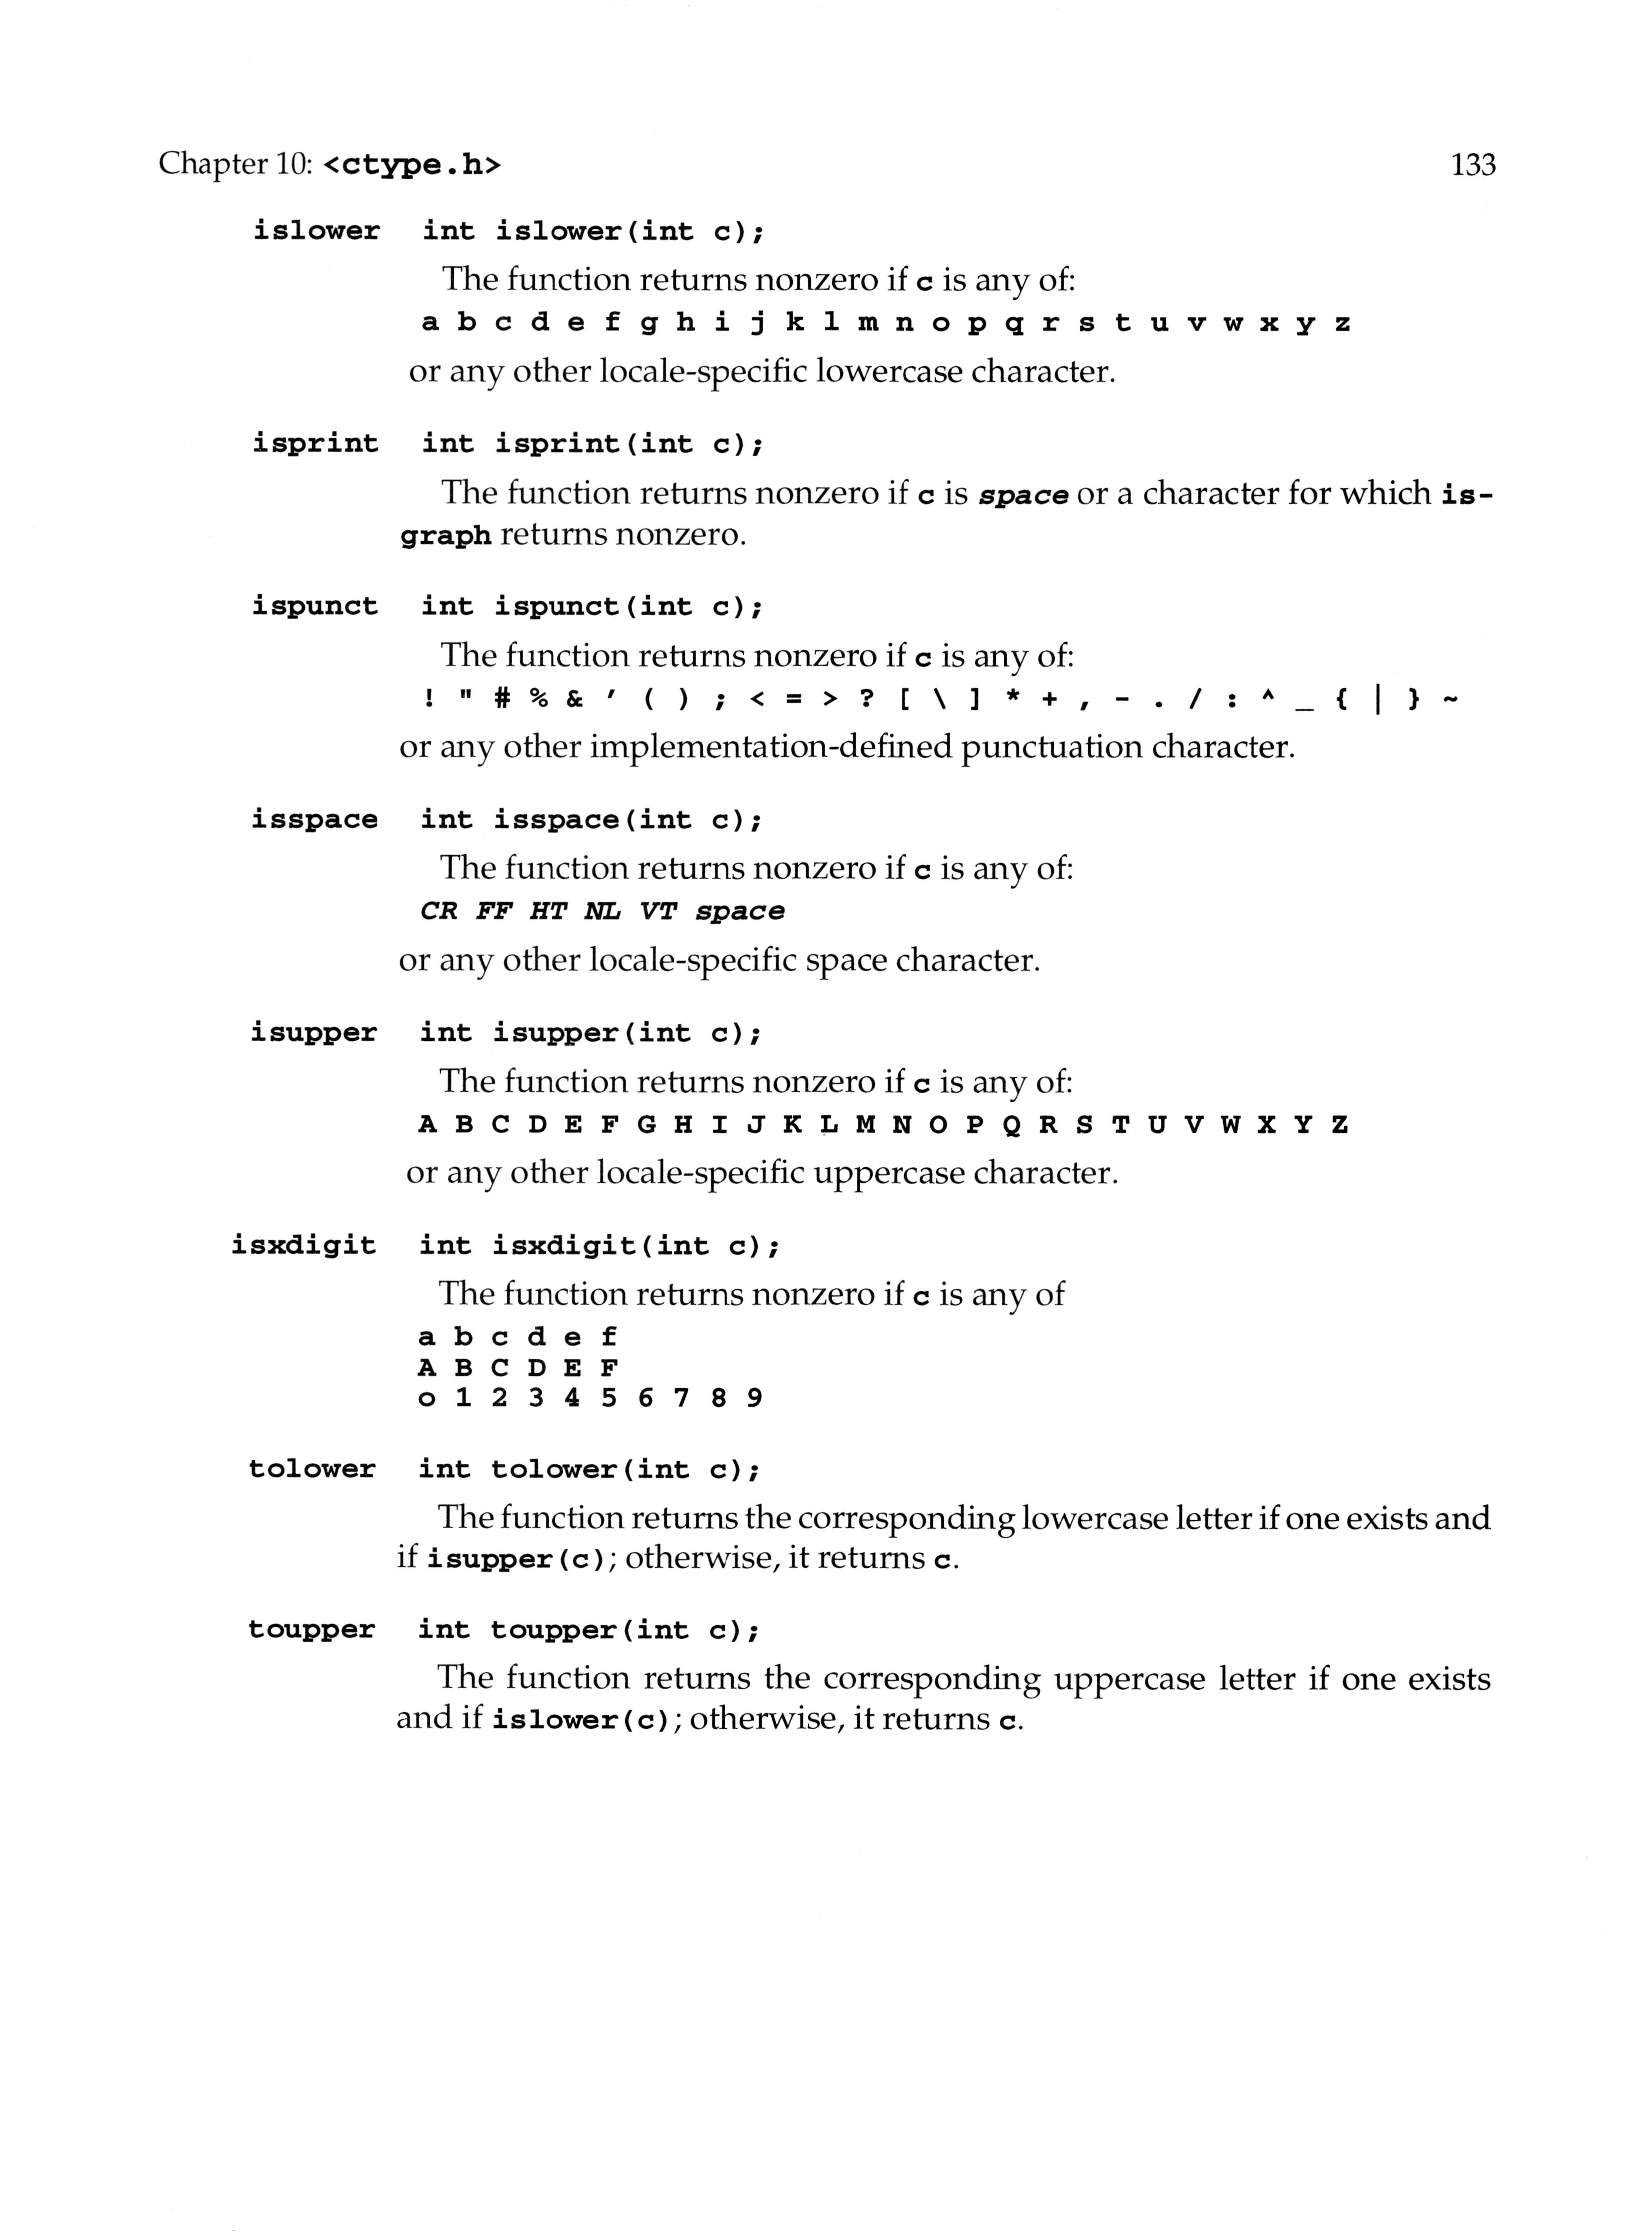 Chapter 10: <ctype.h> 133
islower int islower(int c);
The function returns nonzero if c is any of:
a b c d e f g h i j k l m n o p q r s t u v w x y z
or any other locale-specific lowercase character.
isprint int isprint(int c);
The function returns nonzero if c is space or a character for which is-
graph returns nonzero.
ispunct int ispunct(int c);
The function returns nonzero if c is any of:
! " # % & ' ( ) ; < = > ? [ \ ] * + , - . / : ^ _ { | } ~
or any other implementation-defined punctuation character.
isspace int isspace(int c);
The function returns nonzero if c is any of:
CR FF HT NL VT space
or any other locale-specific space character.
isupper int isupper(int c);
The function returns nonzero if c is any of:
A B C D E F G H I J K L M N O P Q R S T U V W X Y Z
or any other locale-specific uppercase character.
isxdigit int isxdigit(int c);
The function returns nonzero if c is any of
a b c d e f
A B C D E F
o 1 2 3 4 5 6 7 8 9
tolower int tolower(int c);
The function returns the corresponding lowercase letter if one exists and
if isupper(c); otherwise, it returns c.
toupper int toupper(int c);
The function returns the corresponding uppercase letter if one exists
and if islower(c); otherwise, it returns c.